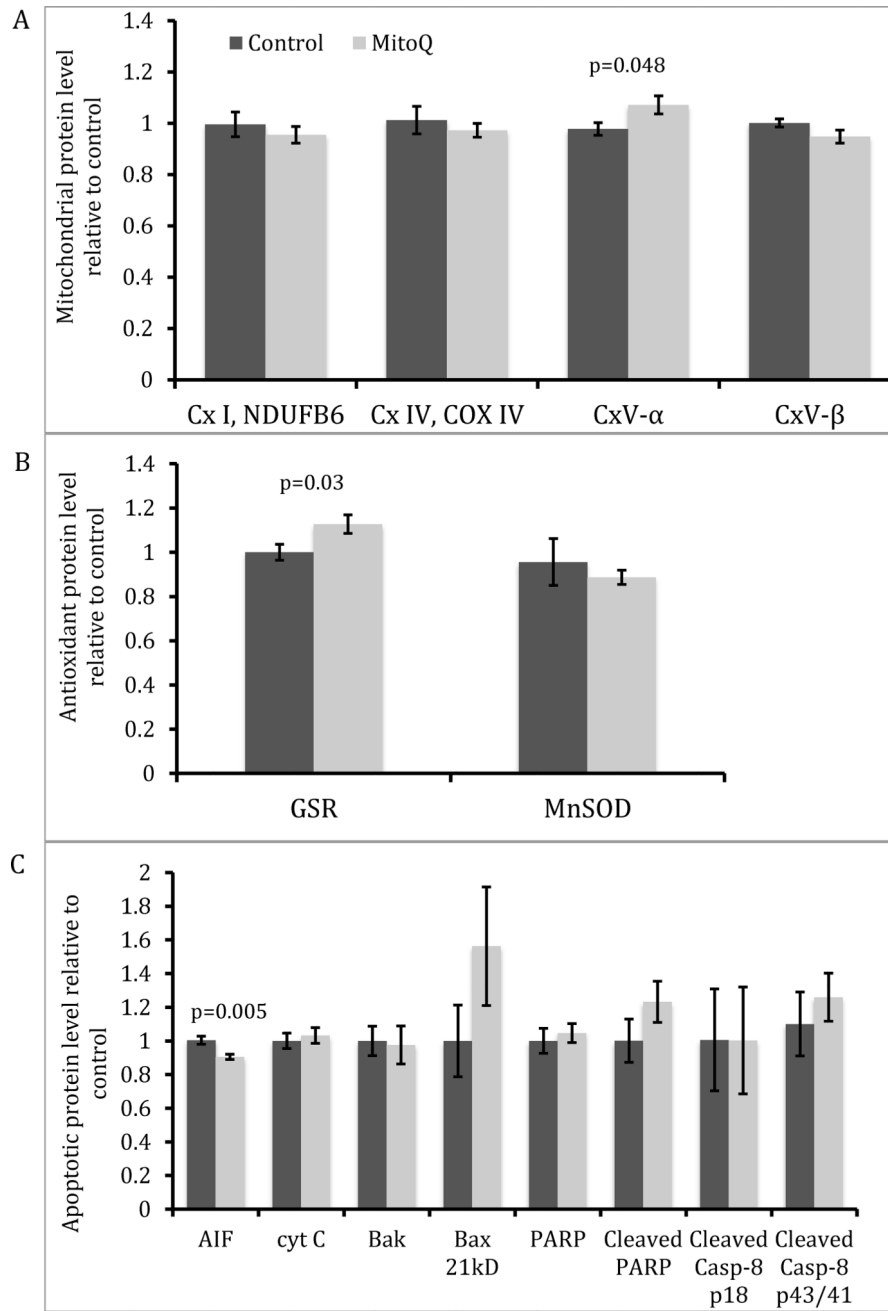 A
Mitochondrial protein level
relative to control
1.4
1.2
1
0.8
0.6
0.4
0.2
0
Control MitoQ
p=0.048
Cx I, NDUFB6 Cx IV, COX IV CxV-α CxV-β
B
Antioxidant protein level
relative to control
1.4
1.2
1
0.8
0.6
0.4
0.2
0
p=0.03
GSR MnSOD
C
Apoptotic protein level relative to
control
2
1.8
1.6
1.4
1.2
1
0.8
0.6
0.4
0.2
0
p=0.005
AIF
cyt C
Bak
Bax
21kD
PARP
Cleaved
PARP
Cleaved
Casp-8
p18
Cleaved
Casp-8
p43/41